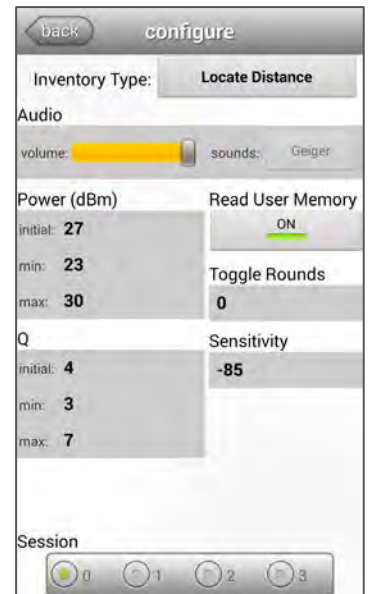 back configure
Inventory Type: Locate Distance
Audio
volume: sounds: Geiger
Power (dBm)
initial: 27
min: 23
max: 30
Read User Memory
ON
Toggle Rounds
0
Q
initial: 4
min: 3
max: 7
Sensitivity
-85
Session
0 1 2 3